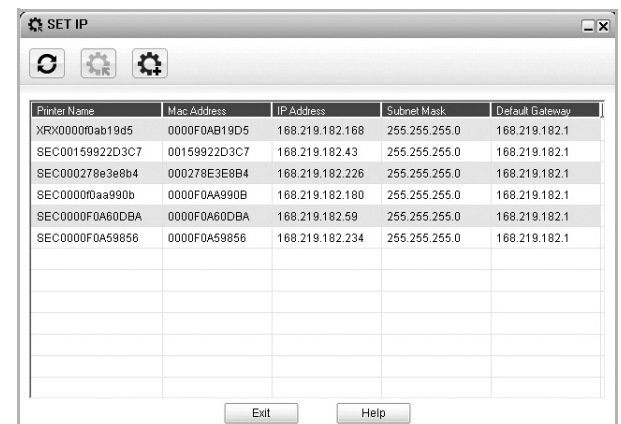 SET IP
Printer Name Mac Address IP Address Subnet Mask Default Gateway
XRX0000f0ab19d5 0000F0AB19D5 168.219.182.168 255.255.255.0 168.219.182.1
SEC00159922D3C7 00159922D3C7 168.219.182.43 255.255.255.0 168.219.182.1
SEC000278e3e8b4 000278E3E8B4 168.219.182.226 255.255.255.0 168.219.182.1
SEC0000f0aa990b 0000F0AA990B 168.219.182.180 255.255.255.0 168.219.182.1
SEC0000F0A60DBA 0000F0A60DBA 168.219.182.59 255.255.255.0 168.219.182.1
SEC0000F0A59856 0000F0A59856 168.219.182.234 255.255.255.0 168.219.182.1
Exit Help